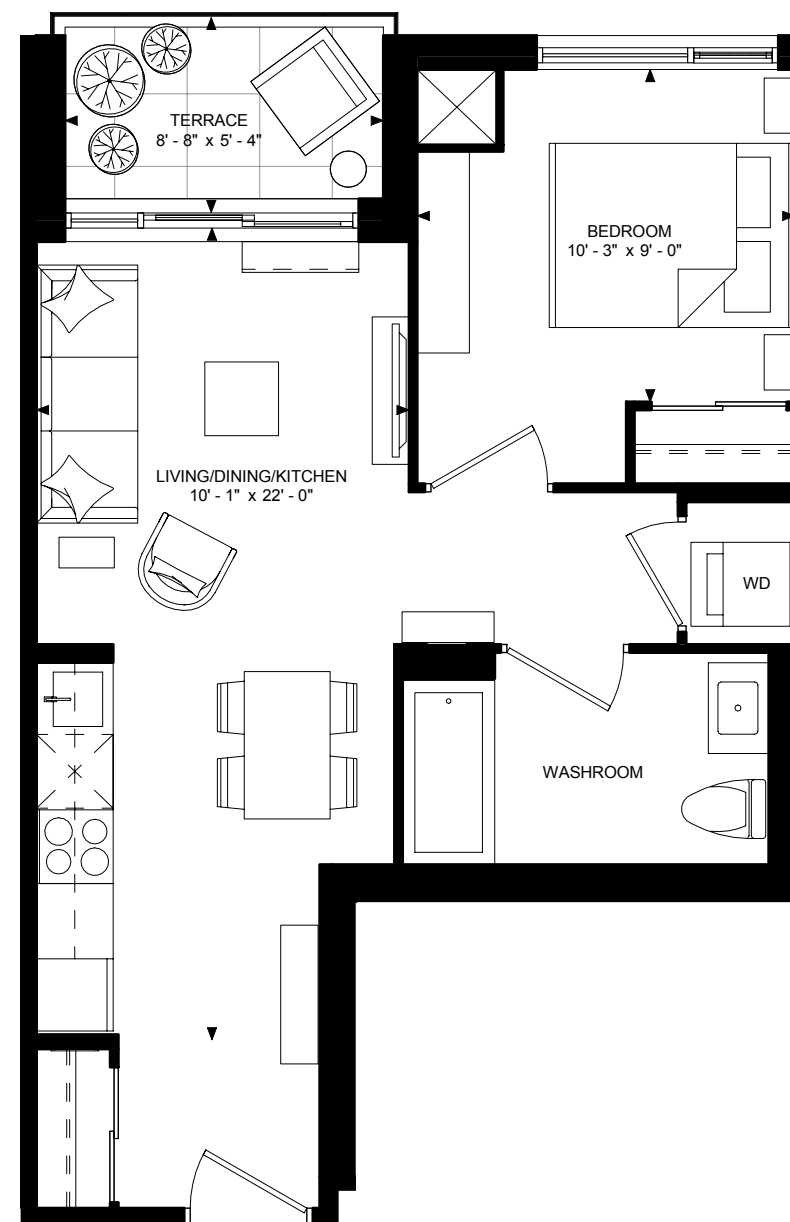 TERRACE
8' - 8" x 5' - 4"
BEDROOM
10' - 3" x 9' - 0"
LIVING/DINING/KITCHEN
10' - 1" x 22' - 0"
WD
WASHROOM